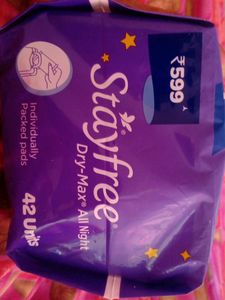 ₹599
Stayfree®
Dry-Max® All Night
Individually
Packed pads
42 Units